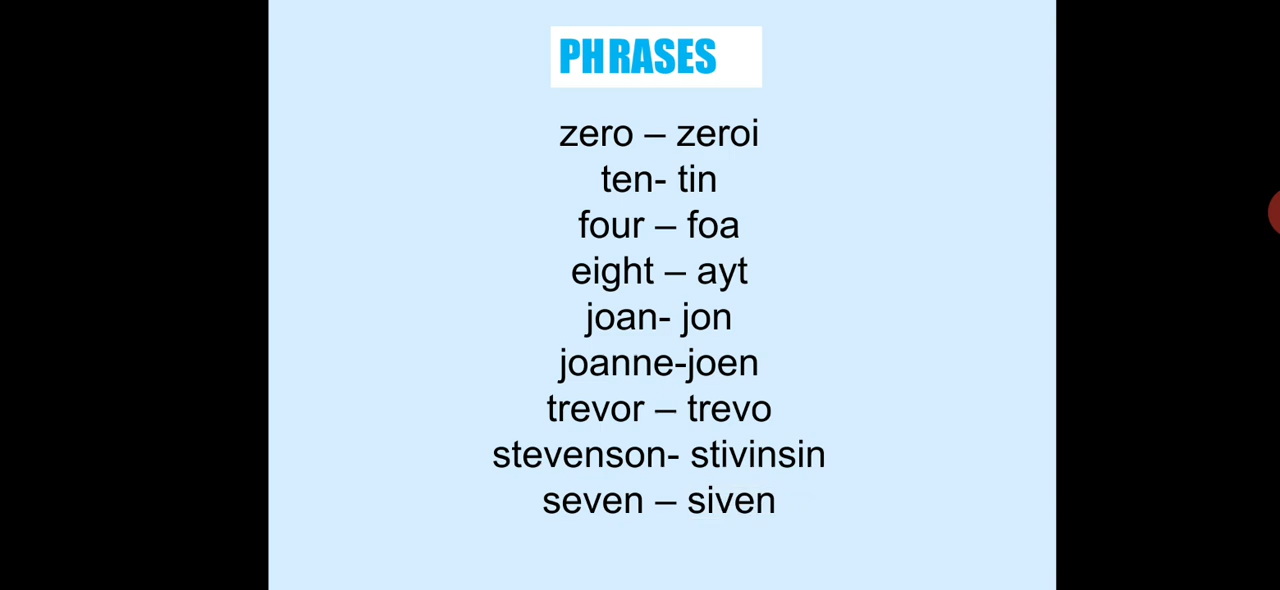 PHRASES
zero – zeroi
ten- tin
four – foa
eight – ayt
joan- jon
joanne-joen
trevor – trevo
stevenson- stivinsin
seven – siven